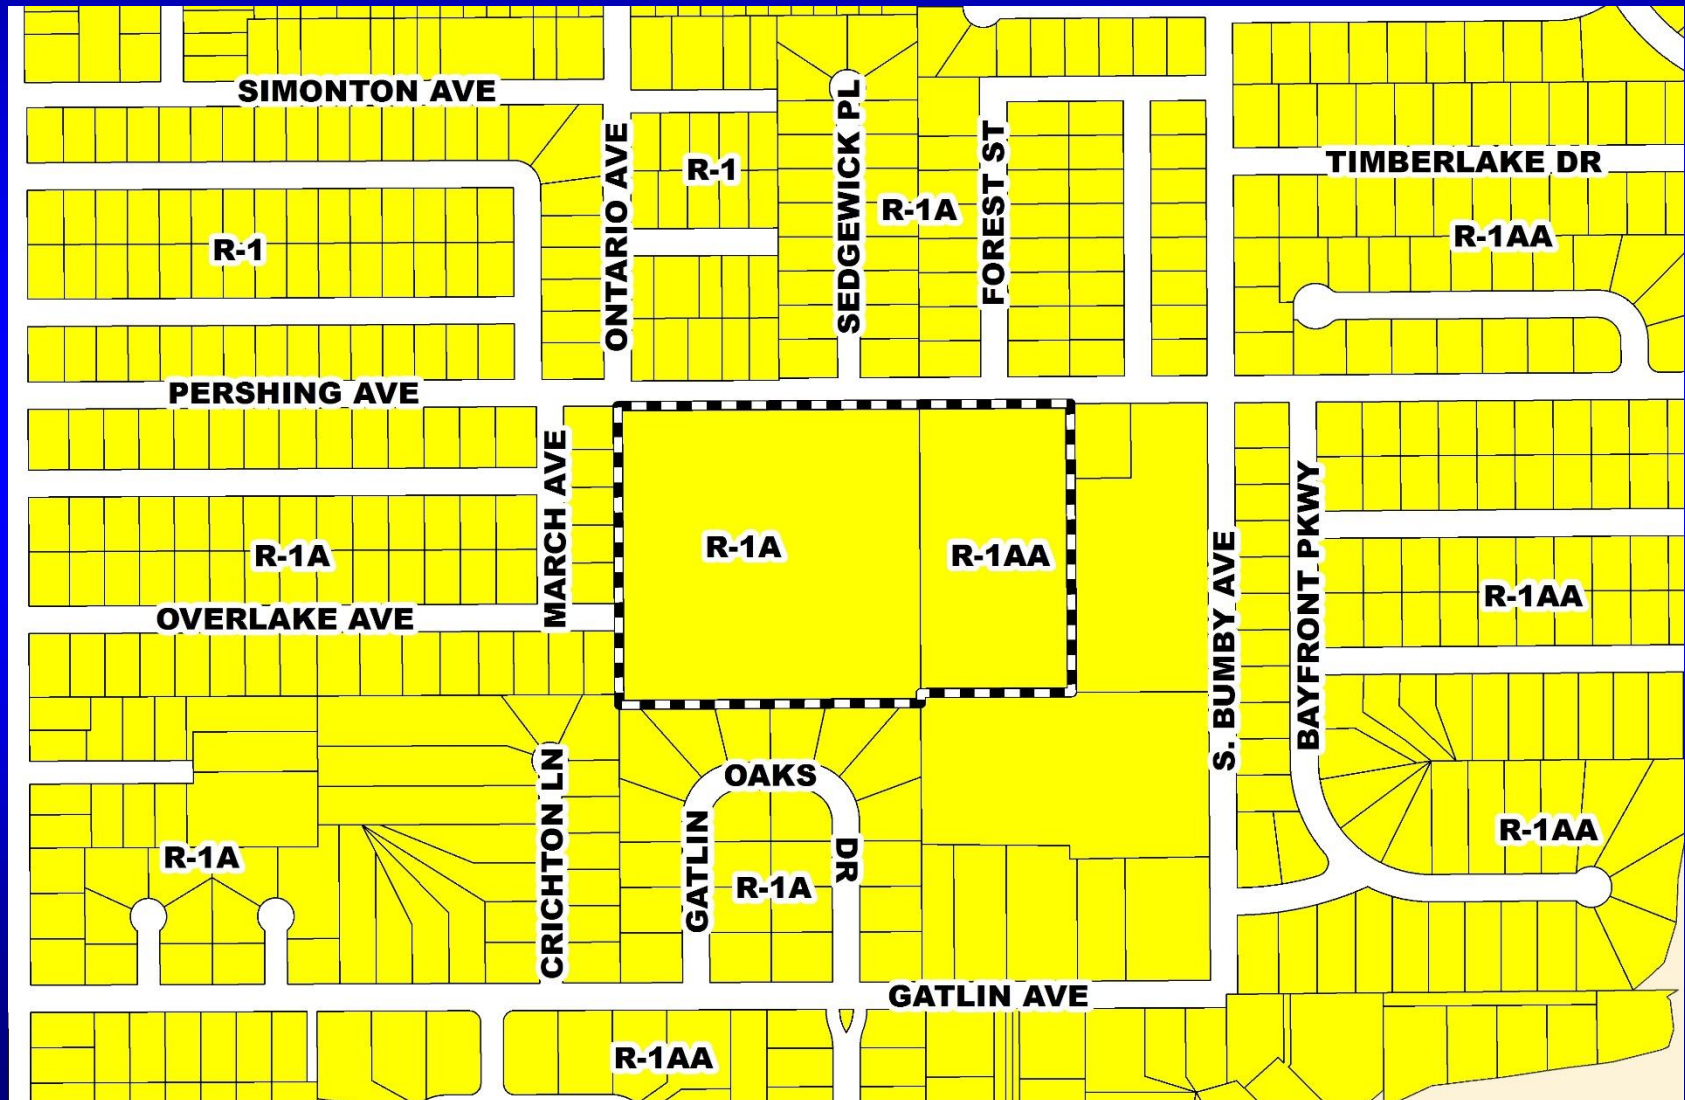 SIMONTON AVE
ONTARIO AVE
R-1
SEDGEWICK PL
R-1A
FOREST ST
TIMBERLAKE DR
R-1AA
R-1
PERSHING AVE
MARCH AVE
R-1A
R-1AA
R-1A
OVERLAKE AVE
S. BUMBY AVE
BAYFRONT PKWY
R-1AA
CRICHTON LN
OAKS
GATLIN
DR
R-1A
R-1A
R-1AA
GATLIN AVE
R-1AA